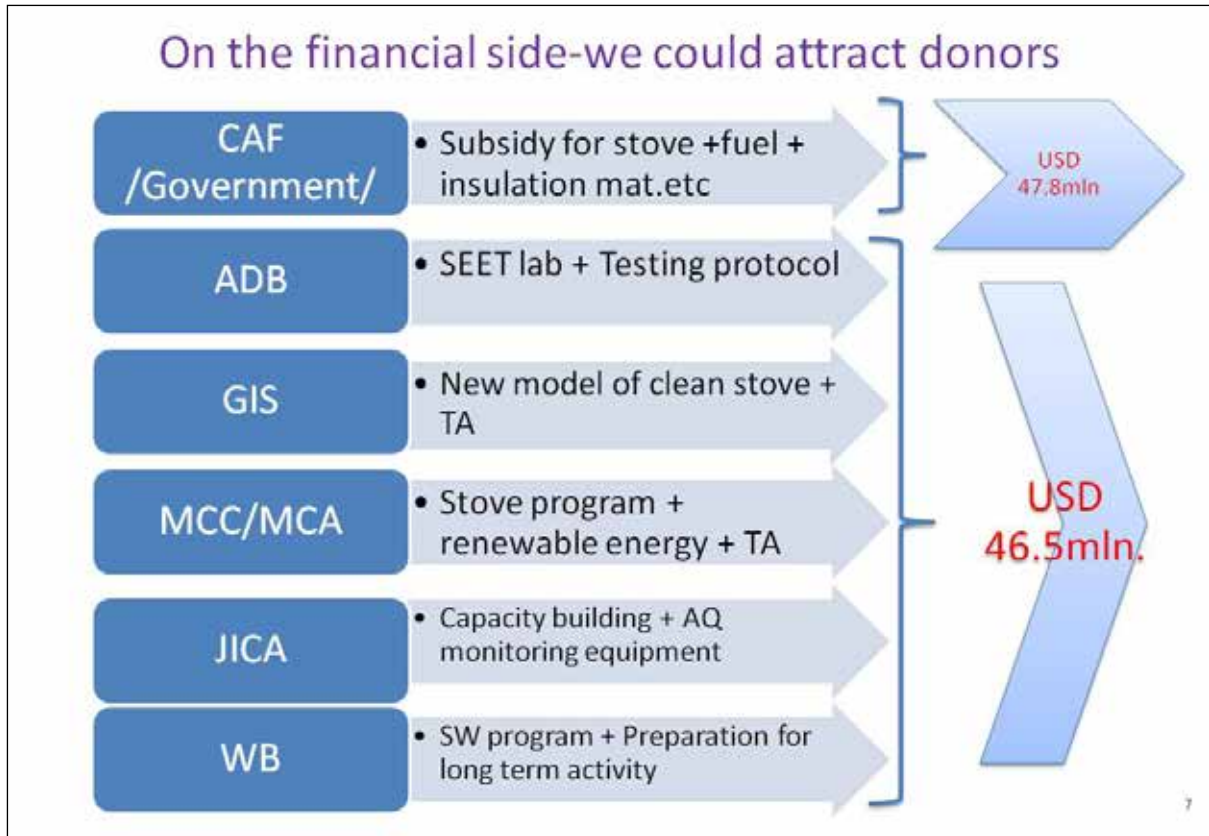 On the financial side-we could attract donors
CAF
/Government/
• Subsidy for stove +fuel +
insulation mat.etc
USD
47.8mln
ADB
• SEET lab + Testing protocol
GIS
• New model of clean stove +
TA
MCC/MCA
• Stove program +
renewable energy + TA
JICA
• Capacity building + AQ
monitoring equipment
WB
• SW program + Preparation for
long term activity
USD
46.5mln.
7